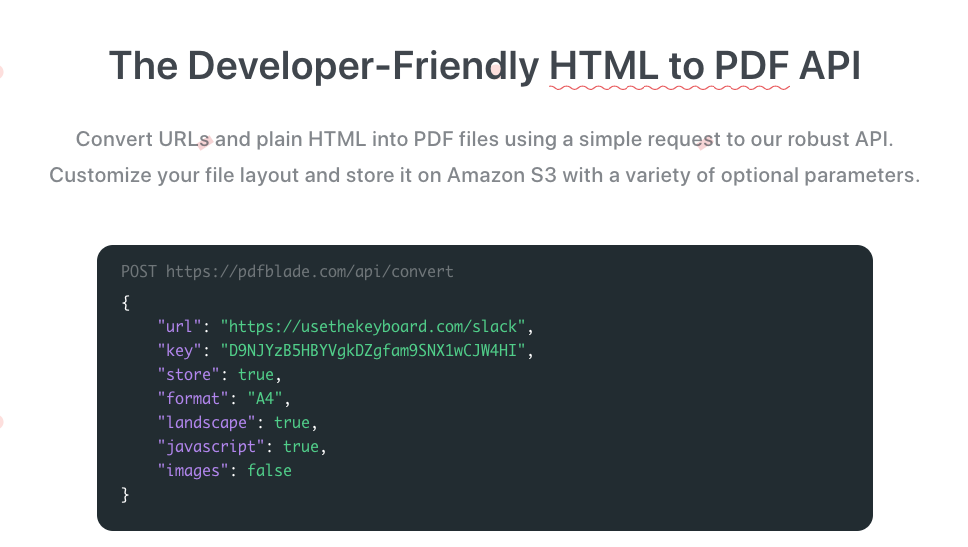 The Developer-Friendly HTML to PDF API
Convert URLs and plain HTML into PDF files using a simple request to our robust API.
Customize your file layout and store it on Amazon S3 with a variety of optional parameters.
POST https://pdfblade.com/api/convert
{
    "url": "https://usethekeyboard.com/slack",
    "key": "D9NJYzB5HBYVgkDZgfam9SNX1wCJW4HI",
    "store": true,
    "format": "A4",
    "landscape": true,
    "javascript": true,
    "images": false
}